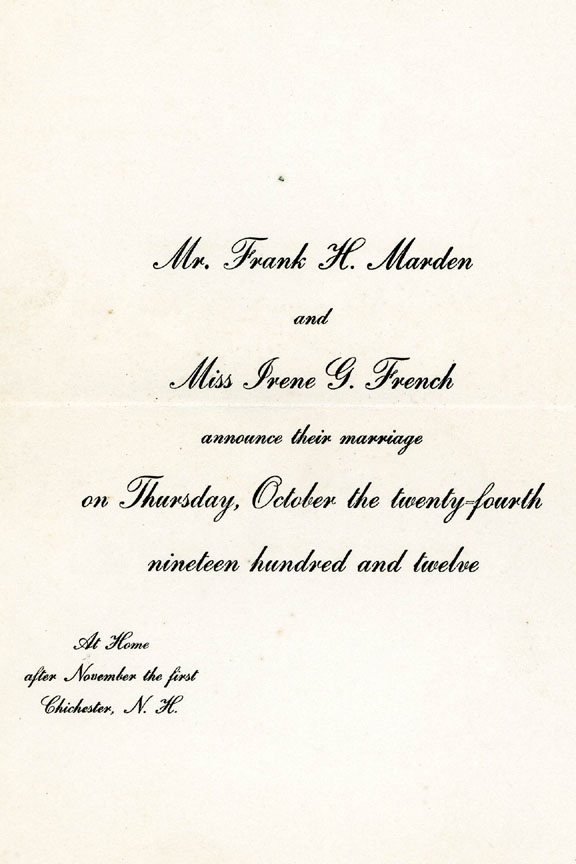 Mr. Frank H. Marden
and
Miss Irene G. French
announce their marriage
on Thursday, October the twenty-fourth
nineteen hundred and twelve
At Home
after November the first
Chichester, N. H.